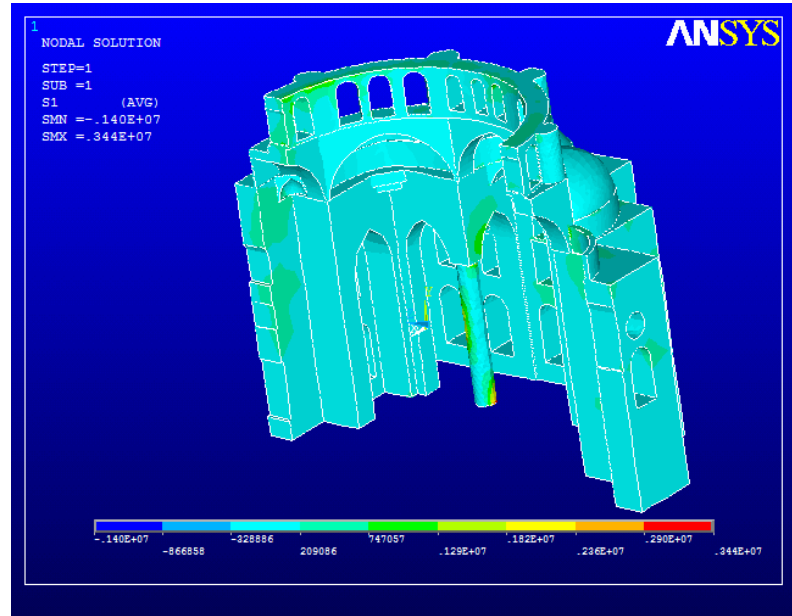 1
ANSYS
NODAL SOLUTION
STEP=1
SUB =1
S1 (AVG)
SMN =-.140E+07
SMX =.344E+07
-.140E+07 -328886 747057 .182E+07 .290E+07
-866858 209086 .129E+07 .236E+07 .344E+07